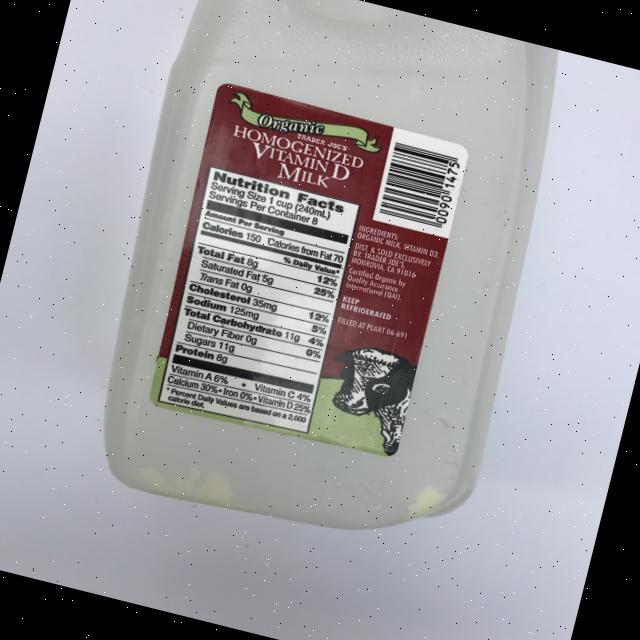 Organic
TRADER JOE'S
HOMOGENIZED
VITAMIN D
MILK
Nutrition Facts
Serving Size 1 cup (240mL)
Servings Per Container 8
Amount Per Serving
Calories 150 Calories from Fat 70
% Daily Value*
Total Fat 8g 12%
Saturated Fat 5g 25%
Trans Fat 0g
Cholesterol 35mg 12%
Sodium 125mg 5%
Total Carbohydrate 11g 4%
Dietary Fiber 0g 0%
Sugars 11g
Protein 8g
Vitamin A 6% • Vitamin C 4%
Calcium 30% • Iron 0% • Vitamin D 25%
* Percent Daily Values are based on a 2,000
calorie diet.
00901475
INGREDIENTS:
ORGANIC MILK, VITAMIN D3.
DIST. & SOLD EXCLUSIVELY
BY: TRADER JOE'S
MONROVIA, CA 91016
Certified Organic by
Quality Assurance
International (QAI).
KEEP
REFRIGERATED
FILLED AT PLANT 06-691